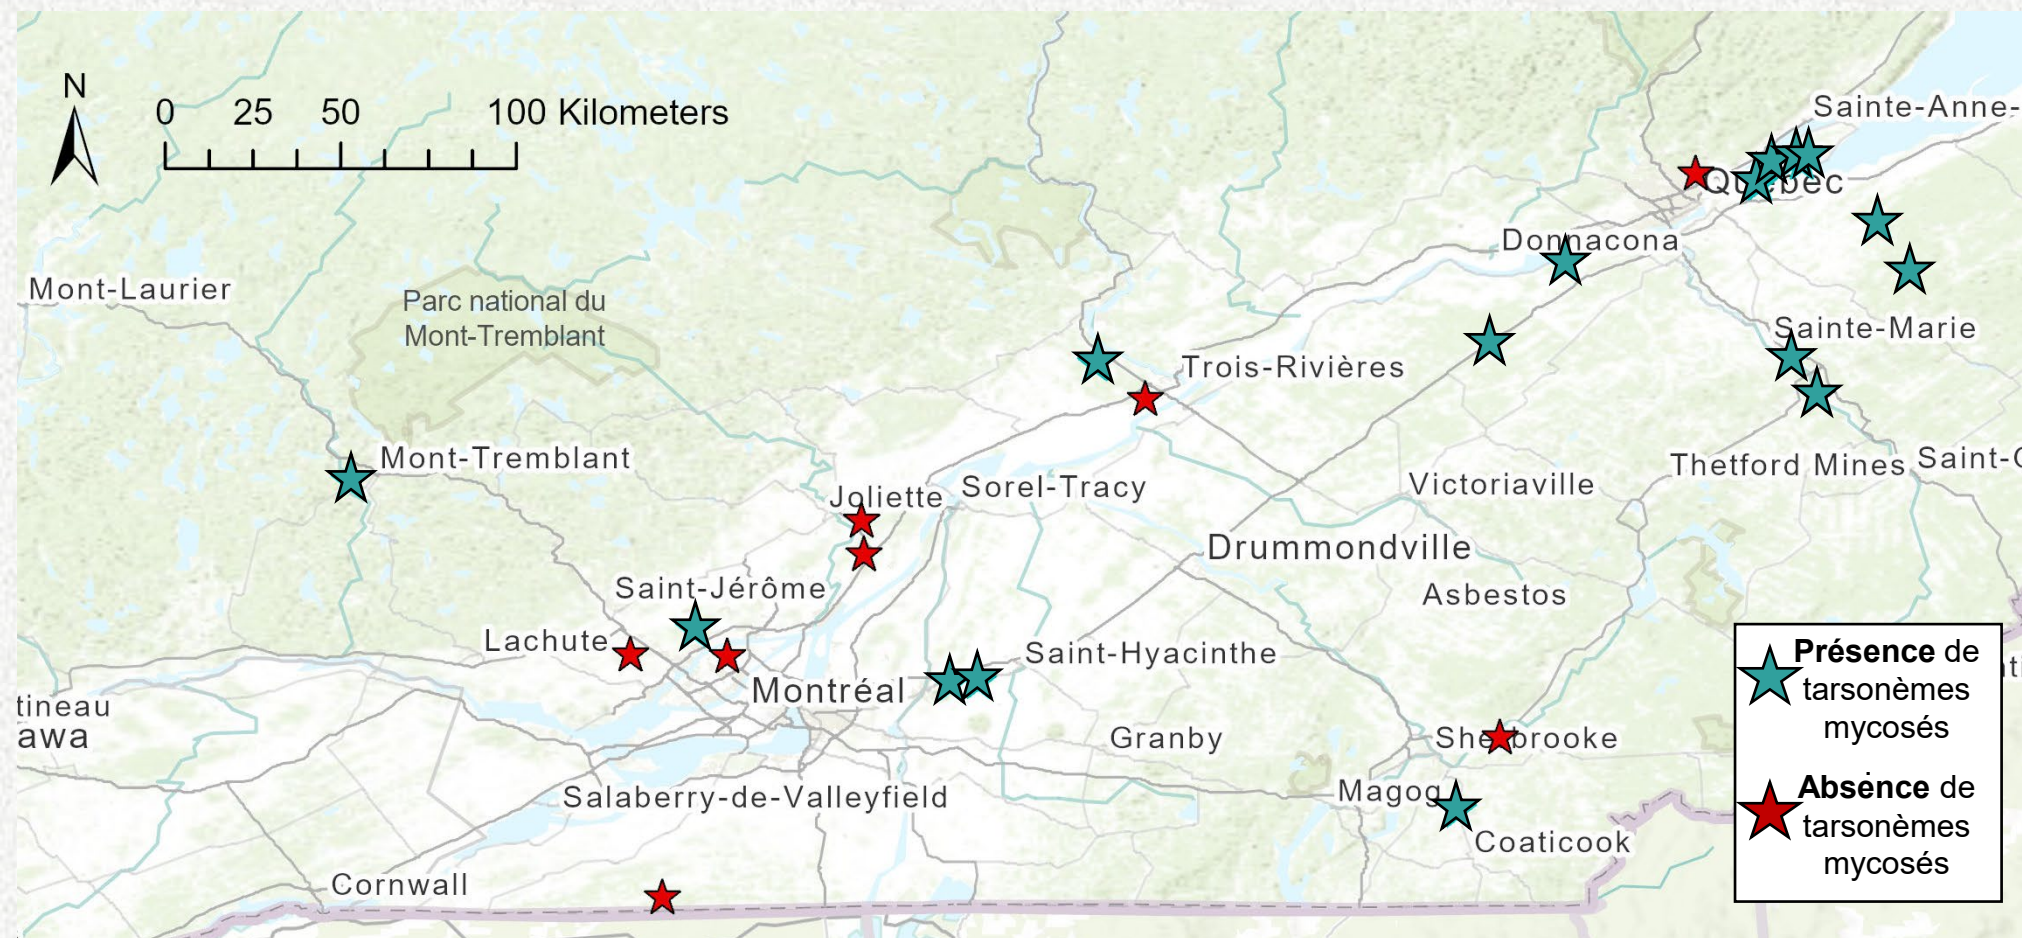 N
0 25 50 100 Kilometers
Sainte-Anne-
Québec
Donnacona
Mont-Laurier
Parc national du
Mont-Tremblant
Sainte-Marie
Trois-Rivières
Mont-Tremblant
Thetford Mines
Saint-
Victoriaville
Joliette
Sorel-Tracy
Drummondville
Saint-Jérôme
Asbestos
Lachute
Saint-Hyacinthe
Montréal
tineau
awa
Granby
Sherbrooke
Magog
Salaberry-de-Valleyfield
Coaticook
Cornwall
Présence de
tarsonèmes
mycosés
Absence de
tarsonèmes
mycosés